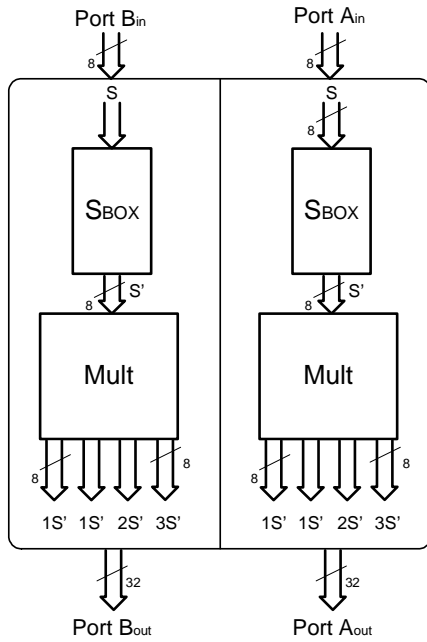 Port Bin Port Ain
8 8
S S
8
SBOX SBOX
S' S'
8 8
Mult Mult
8 8 8 8
1S' 1S' 2S' 3S' 1S' 1S' 2S' 3S'
32 32
Port Bout Port Aout